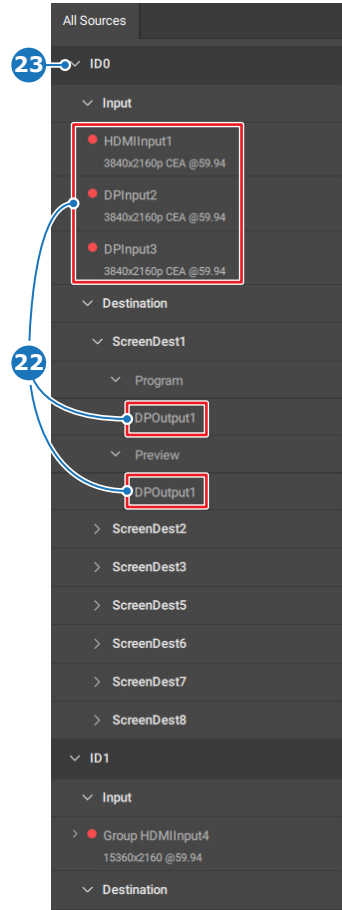 All Sources
23
ID0
Input
HDMIInput1
3840x2160p CEA @59.94
DPInput2
3840x2160p CEA @59.94
DPInput3
3840x2160p CEA @59.94
Destination
ScreenDest1
22
Program
DPOutput1
Preview
DPOutput1
ScreenDest2
ScreenDest3
ScreenDest5
ScreenDest6
ScreenDest7
ScreenDest8
ID1
Input
Group HDMIInput4
15360x2160 @59.94
Destination